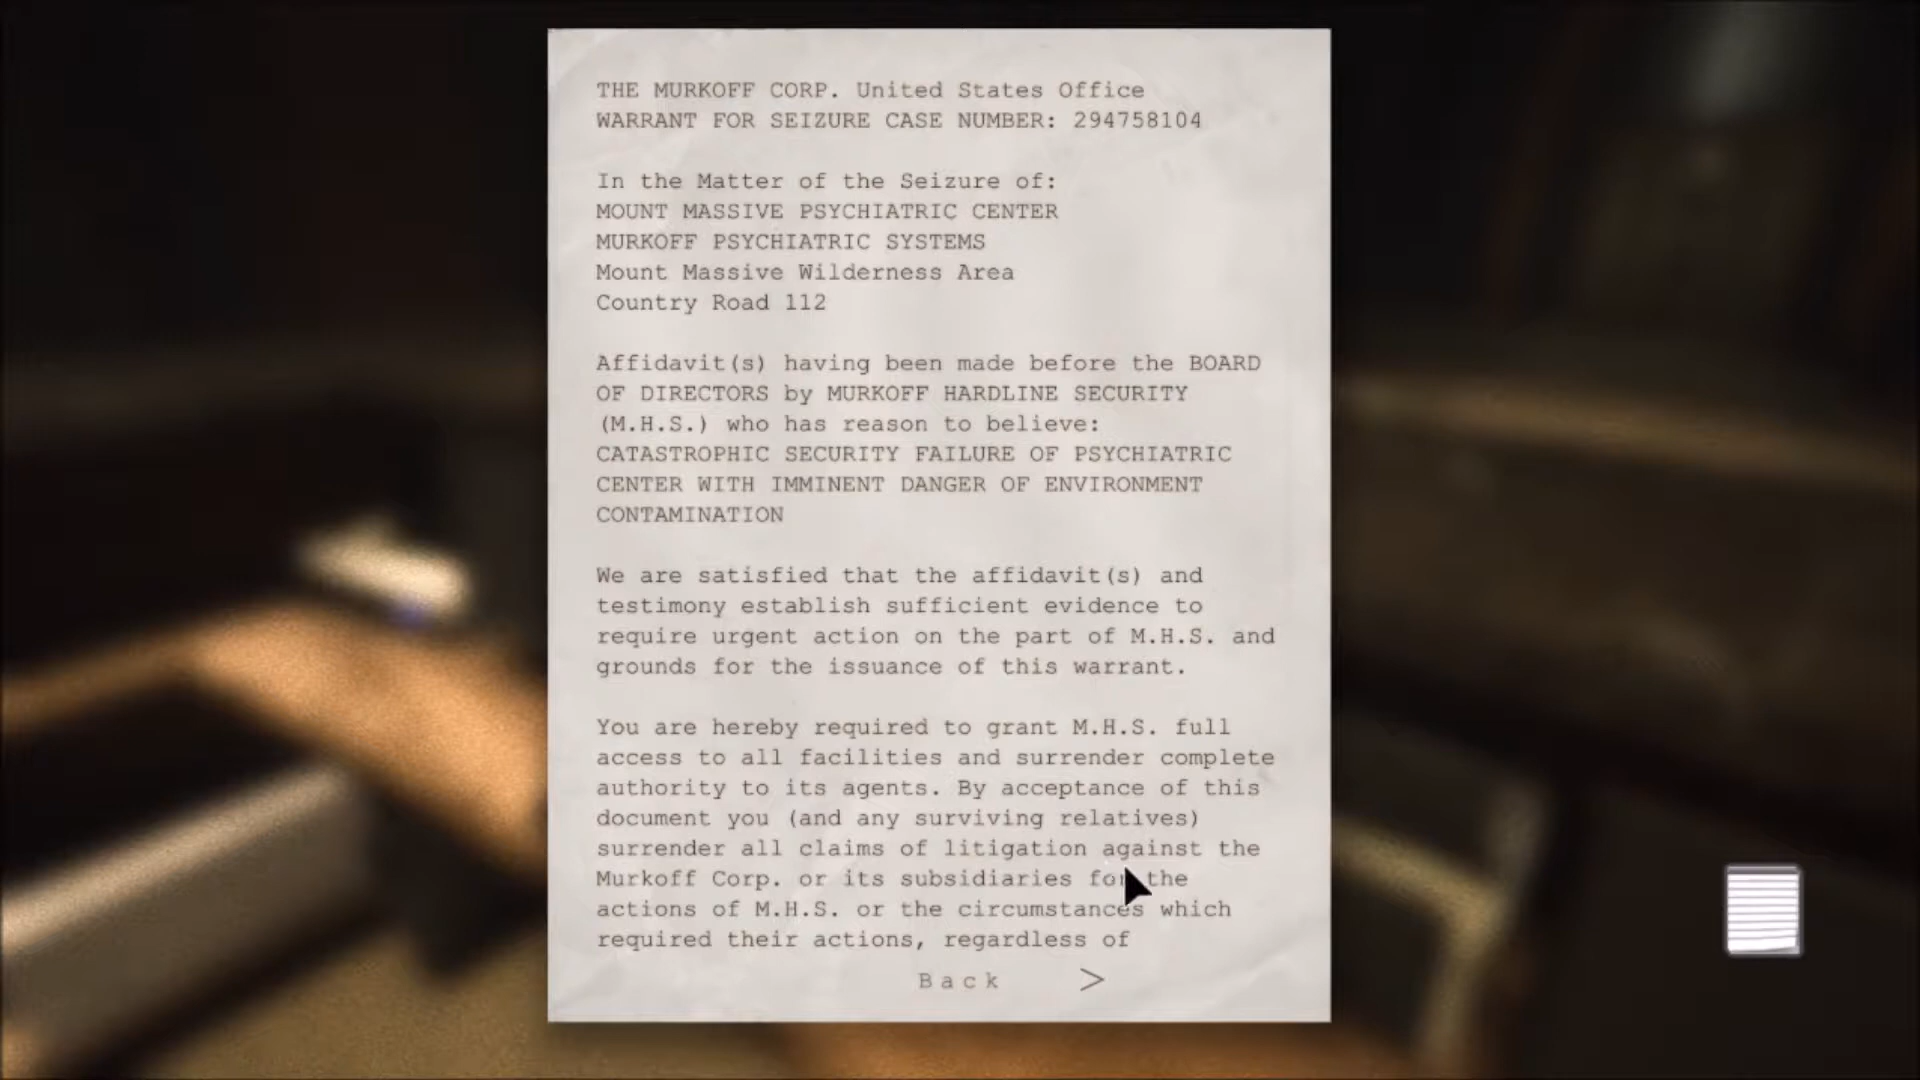 THE MURKOFF CORP. United States Office
WARRANT FOR SEIZURE CASE NUMBER: 294758104
In the Matter of the Seizure of:
MOUNT MASSIVE PSYCHIATRIC CENTER
MURKOFF PSYCHIATRIC SYSTEMS
Mount Massive Wilderness Area
Country Road 112
Affidavit(s) having been made before the BOARD
OF DIRECTORS by MURKOFF HARDLINE SECURITY
(M.H.S.) who has reason to believe:
CATASTROPHIC SECURITY FAILURE OF PSYCHIATRIC
CENTER WITH IMMINENT DANGER OF ENVIRONMENT
CONTAMINATION
We are satisfied that the affidavit(s) and
testimony establish sufficient evidence to
require urgent action on the part of M.H.S. and
grounds for the issuance of this warrant.
You are hereby required to grant M.H.S. full
access to all facilities and surrender complete
authority to its agents. By acceptance of this
document you (and any surviving relatives)
surrender all claims of litigation against the
Murkoff Corp. or its subsidiaries for the
actions of M.H.S. or the circumstances which
required their actions, regardless of
Back >